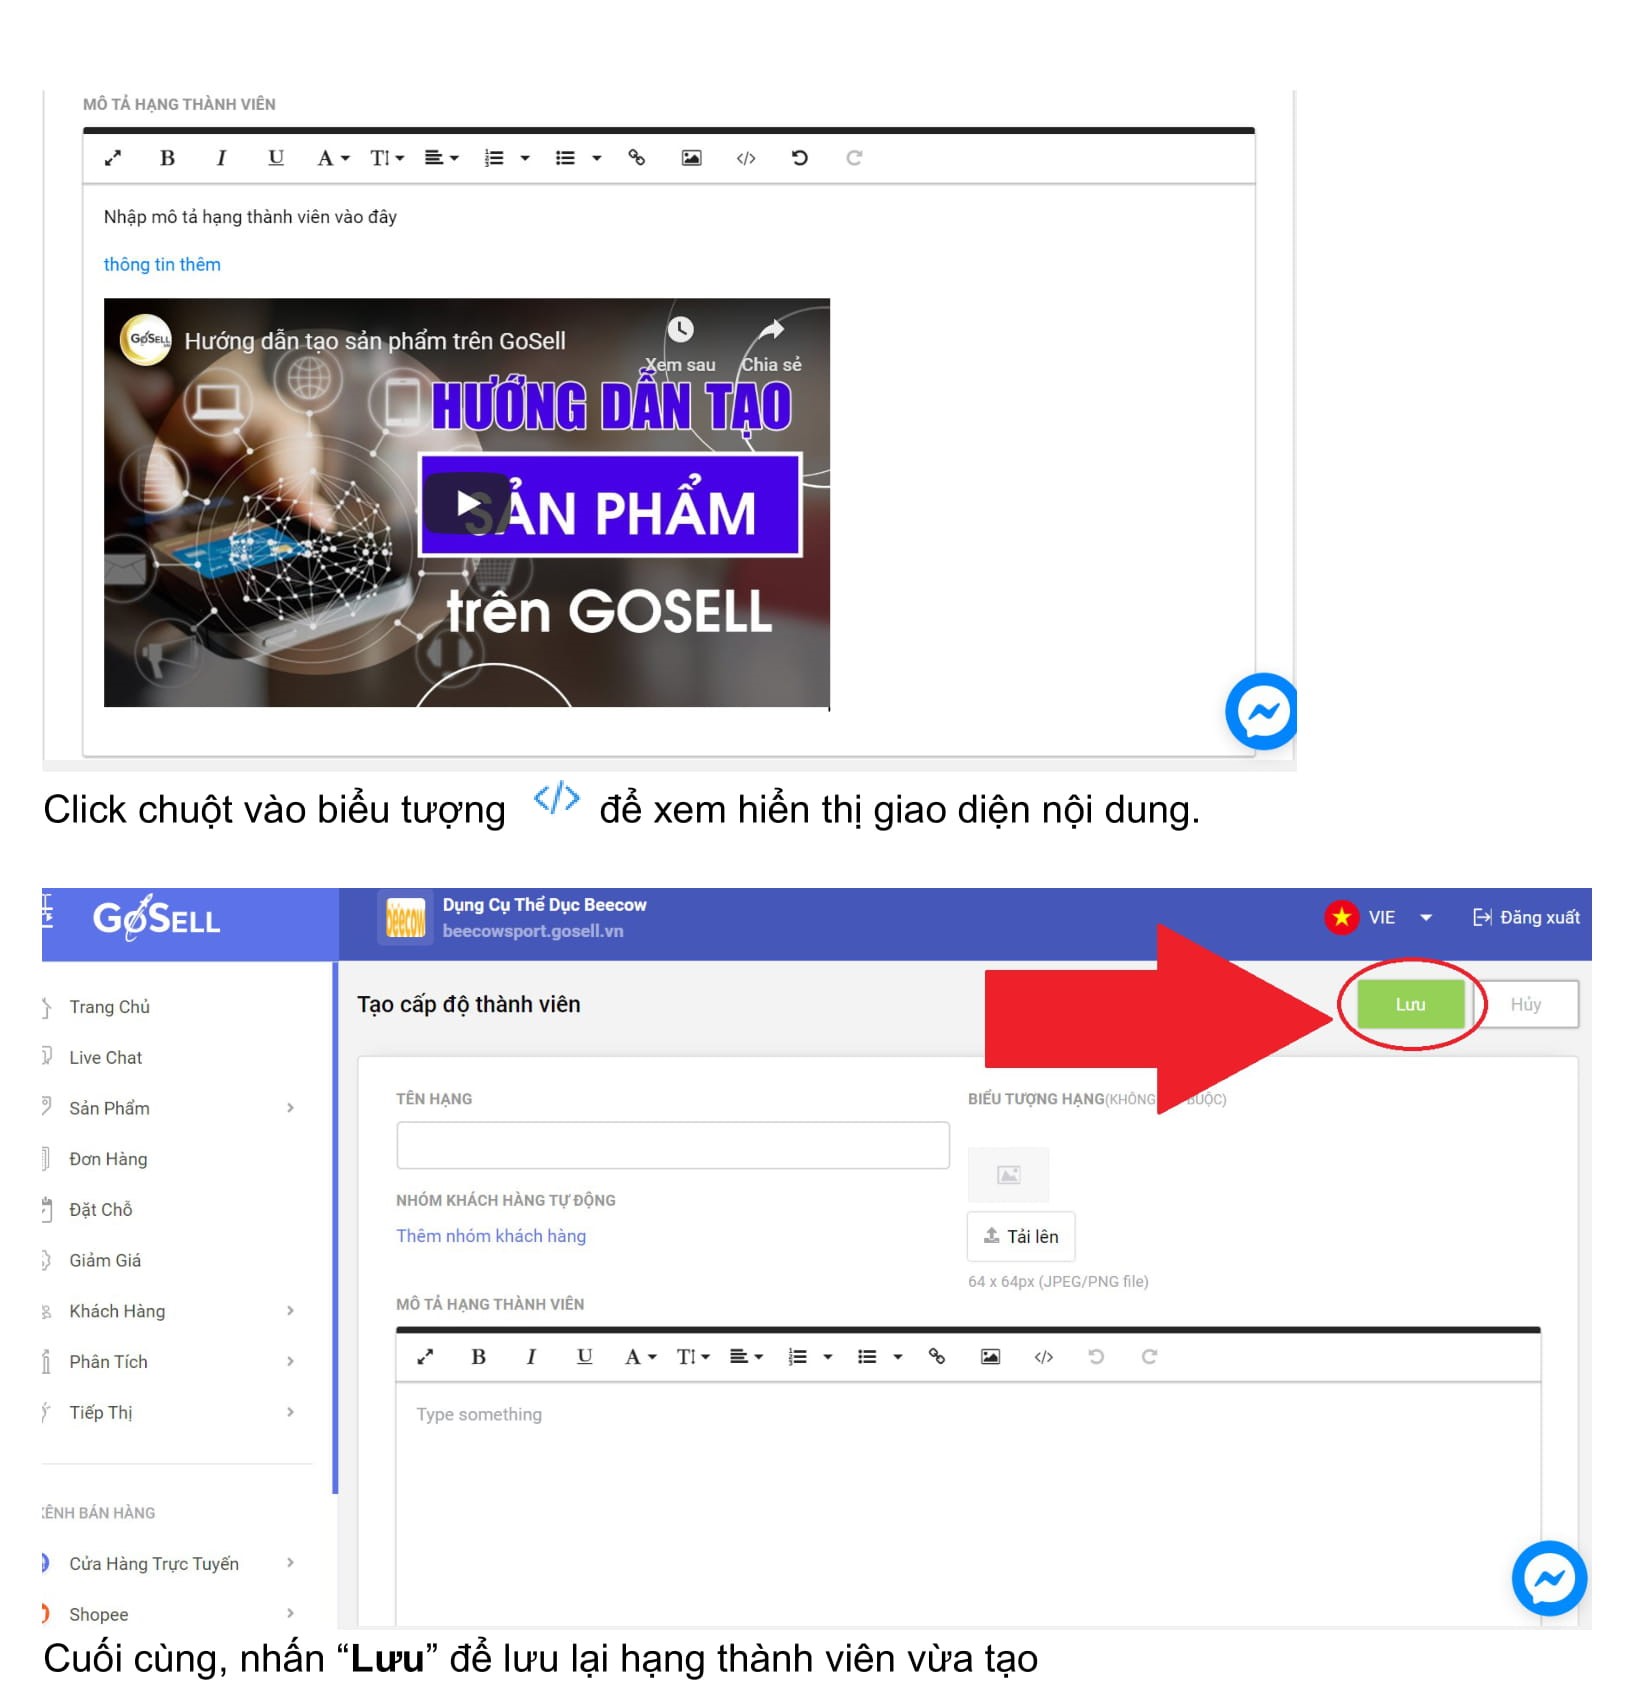 MÔ TẢ HẠNG THÀNH VIÊN
B I U A TI </>
Nhập mô tả hạng thành viên vào đây
thông tin thêm
GoSELL
Hướng dẫn tạo sản phẩm trên GoSell
Xem sau
Chia sẻ
HƯỚNG DẪN TẠO
SẢN PHẨM
trên GOSELL
Click chuột vào biểu tượng </> để xem hiển thị giao diện nội dung.
GoSELL
beecow
Dụng Cụ Thể Dục Beecow
beecowsport.gosell.vn
VIE
Đăng xuất
Tạo cấp độ thành viên
Lưu
Hủy
Trang Chủ
Live Chat
Sản Phẩm
Đơn Hàng
Đặt Chỗ
Giảm Giá
Khách Hàng
Phân Tích
Tiếp Thị
KÊNH BÁN HÀNG
Cửa Hàng Trực Tuyến
Shopee
TÊN HẠNG
NHÓM KHÁCH HÀNG TỰ ĐỘNG
Thêm nhóm khách hàng
BIỂU TƯỢNG HẠNG(KHÔNG BUỘC)
Tải lên
64 x 64px (JPEG/PNG file)
MÔ TẢ HẠNG THÀNH VIÊN
B I U A TI </>
Type something
Cuối cùng, nhấn “Lưu” để lưu lại hạng thành viên vừa tạo